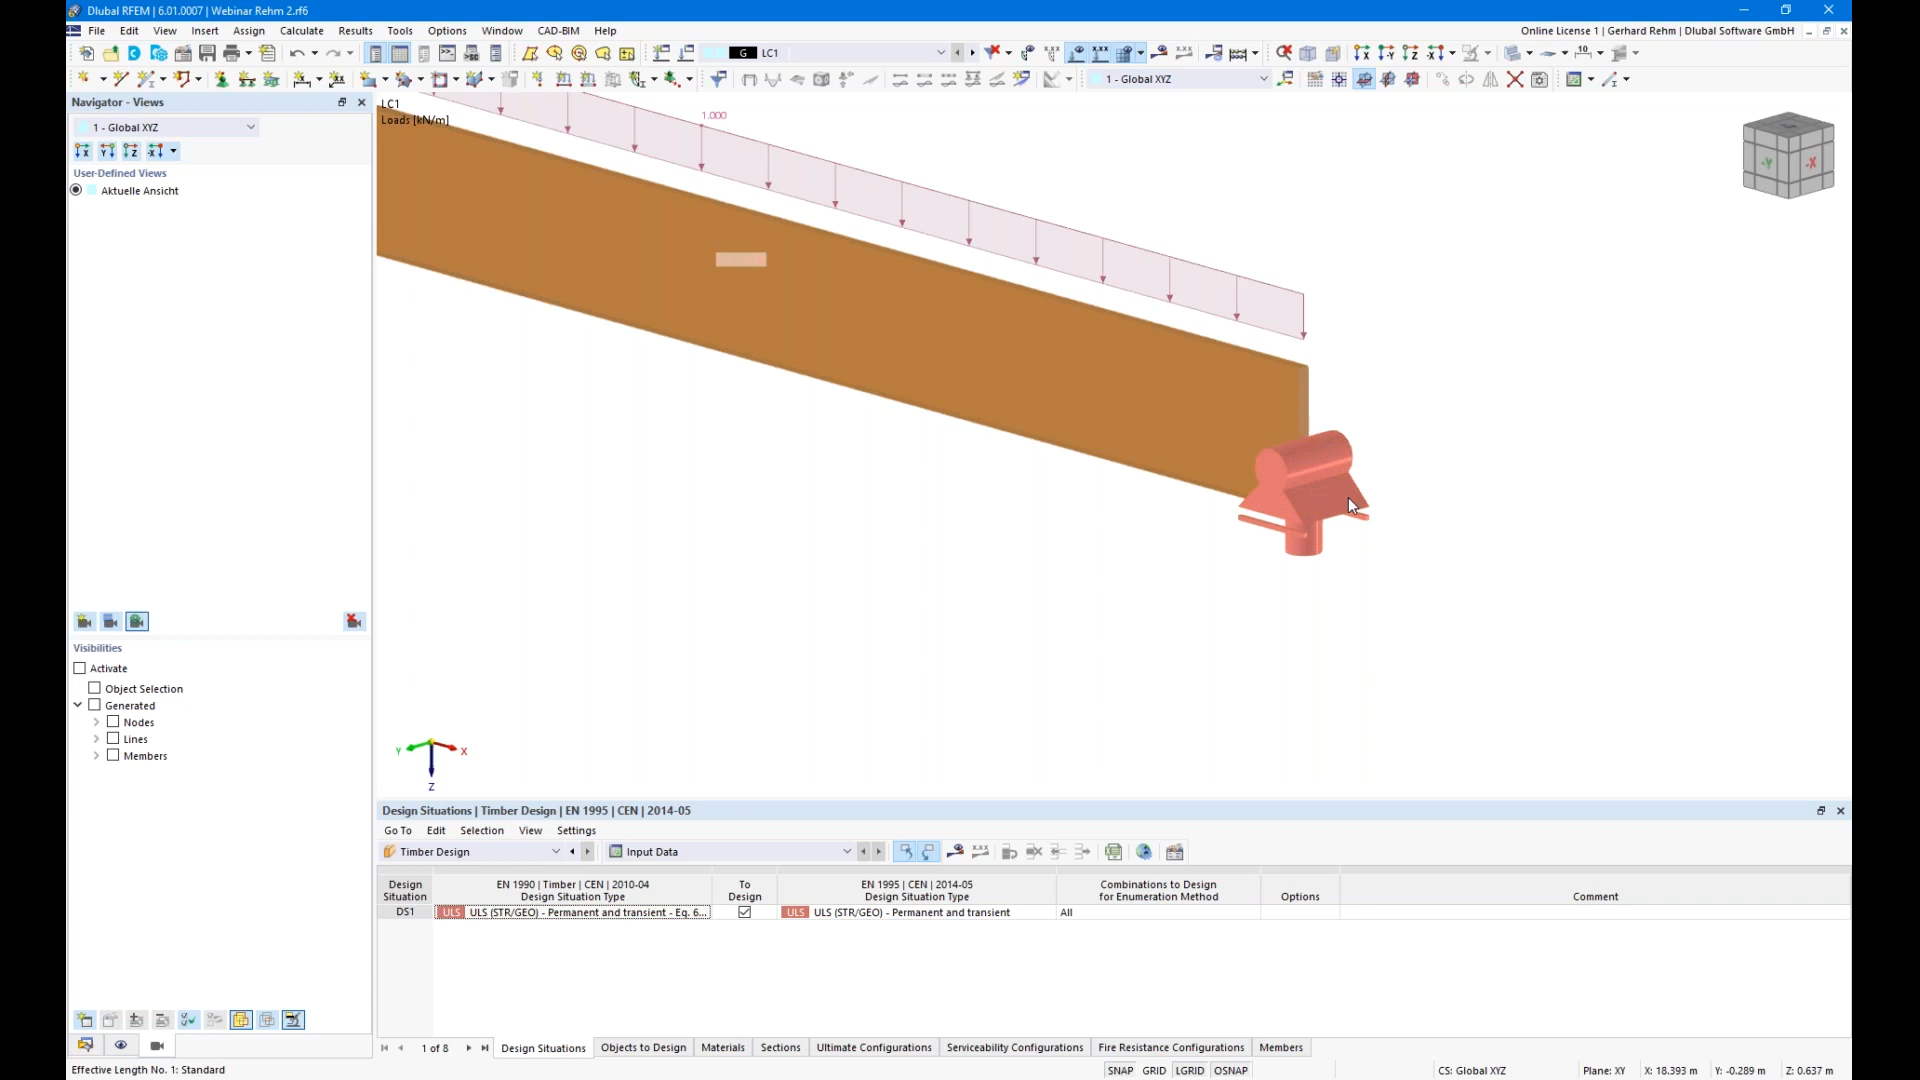 Dlubal RFEM | 6.01.0007 | Webinar Rehm 2.rf6
File Edit View Insert Assign Calculate Results Tools Options Window CAD-BIM Help
Online License 1 | Gerhard Rehm | Dlubal Software GmbH
G LC1
1 - Global XYZ
Navigator - Views
1 - Global XYZ
User-Defined Views
Aktuelle Ansicht
LC1
Loads [kN/m]
1.000
-Y -X
Visibilities
Activate
Object Selection
Generated
Nodes
Lines
Members
Y X
Z
Design Situations | Timber Design | EN 1995 | CEN | 2014-05
Go To Edit Selection View Settings
Timber Design Input Data
Design Situation
EN 1990 | Timber | CEN | 2010-04 Design Situation Type
To Design
EN 1995 | CEN | 2014-05 Design Situation Type
Combinations to Design for Enumeration Method
Options
Comment
DS1 ULS ULS (STR/GEO) - Permanent and transient - Eq. 6... ULS ULS (STR/GEO) - Permanent and transient All
1 of 8 Design Situations Objects to Design Materials Sections Ultimate Configurations Serviceability Configurations Fire Resistance Configurations Members
Effective Length No. 1: Standard
SNAP GRID LGRID OSNAP
CS: Global XYZ
Plane: XY X: 18.393 m Y: -0.289 m Z: 0.637 m